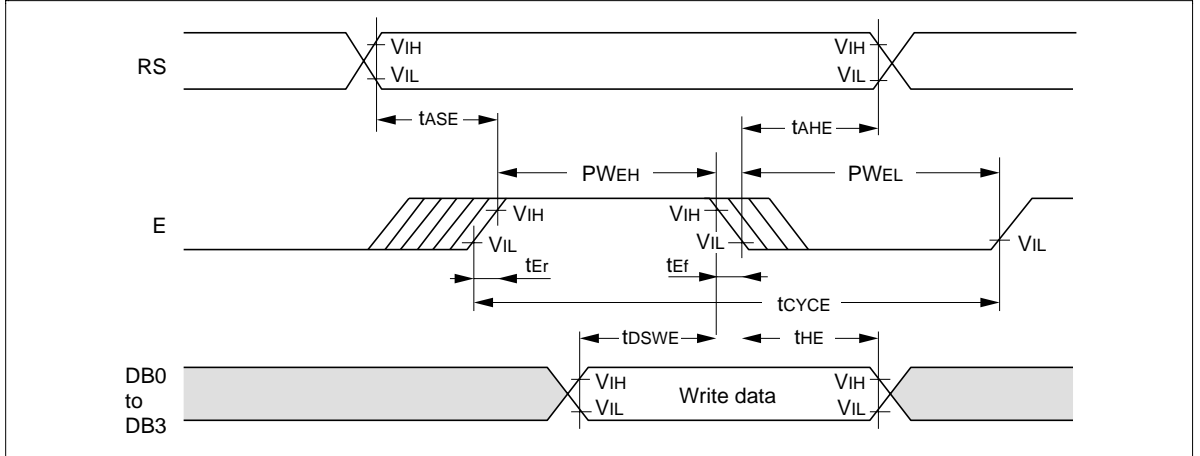 RS
VIH
VIL
VIH
VIL
tASE
tAHE
PWEH
PWEL
E
VIH
VIL
VIH
VIL
VIL
tEr
tEf
tCYCE
tDSWE
tHE
DB0
to
DB3
VIH
VIL
Write data
VIH
VIL